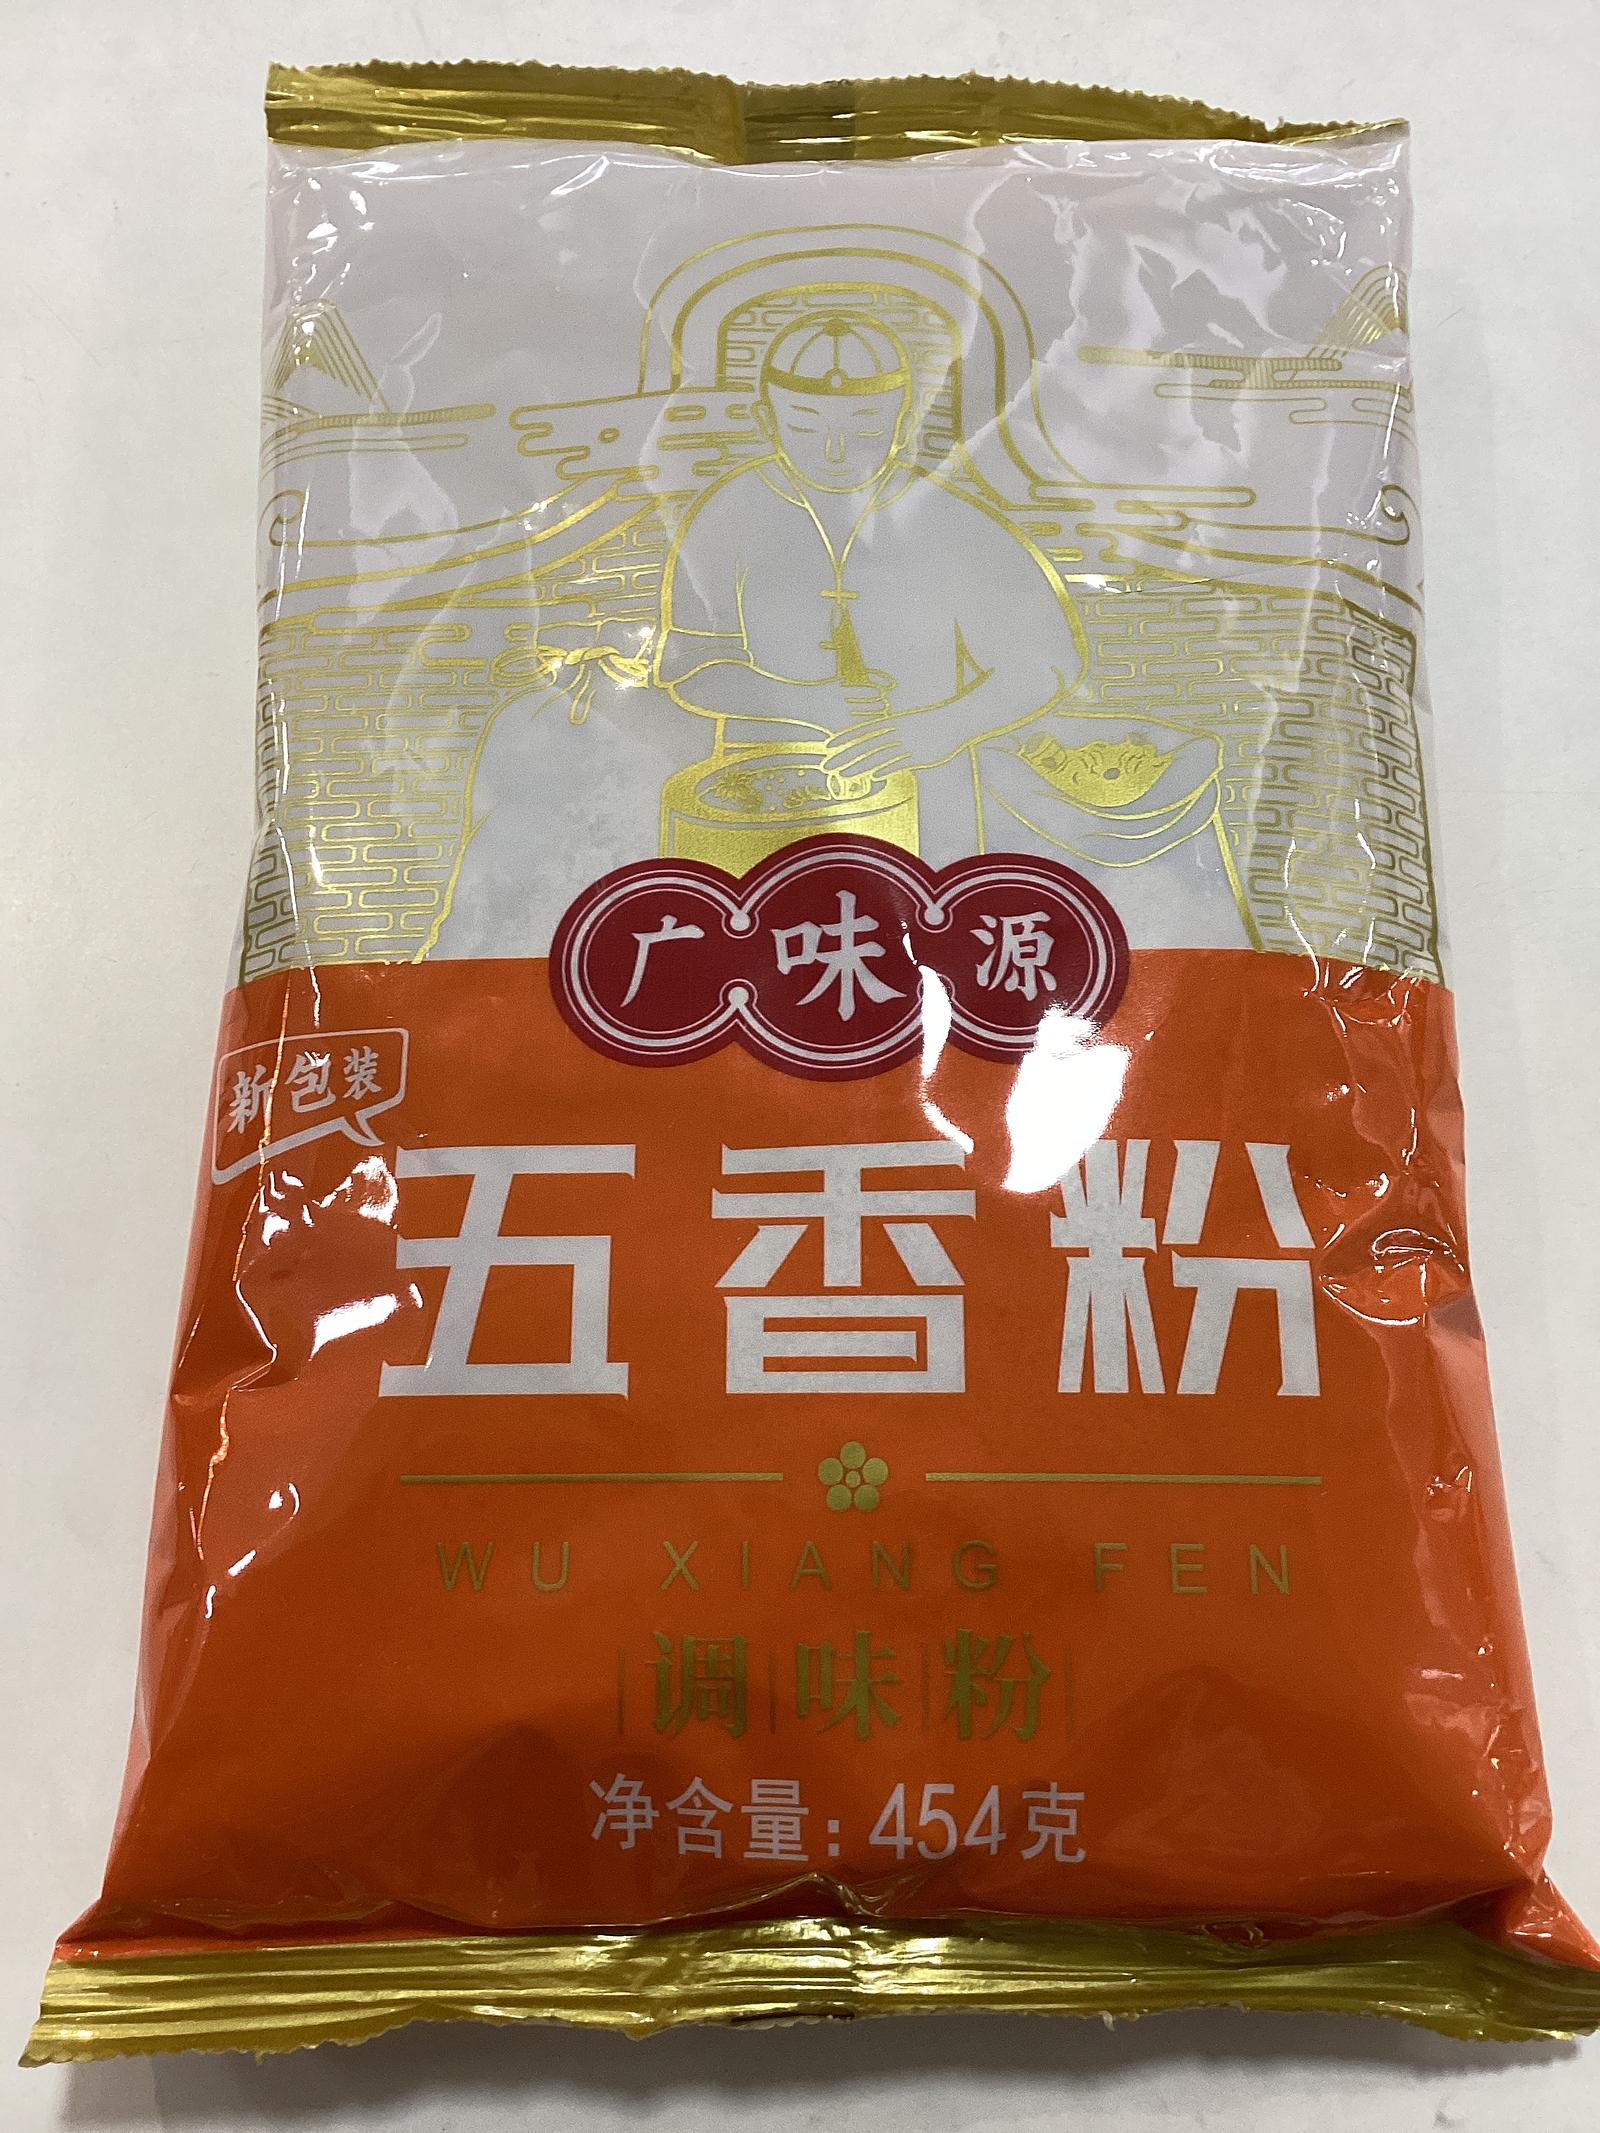 广味源
新包装
五香粉
WU XIANG FEN
调味粉
净含量：454克